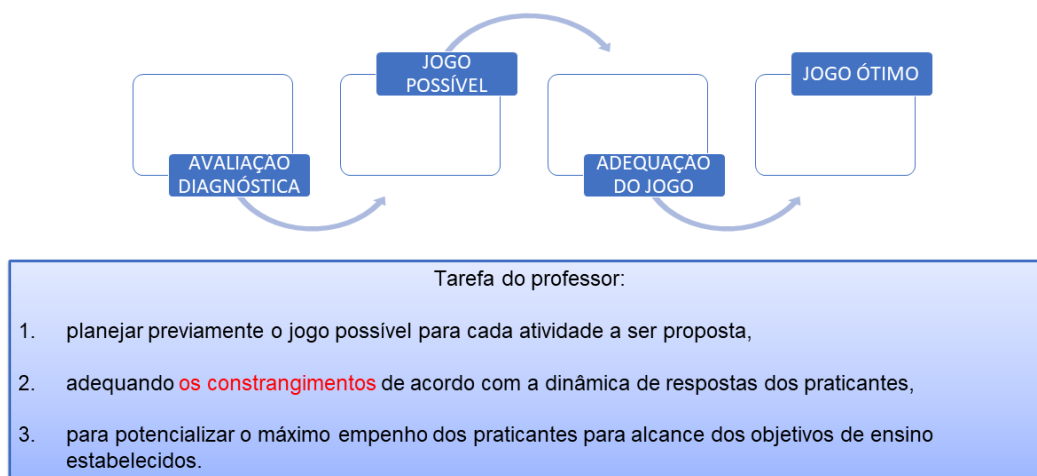 JOGO
POSSÍVEL
JOGO ÓTIMO
AVALIAÇÃO
DIAGNÓSTICA
ADEQUAÇÃO
DO JOGO
Tarefa do professor:
1. planejar previamente o jogo possível para cada atividade a ser proposta,
2. adequando os constrangimentos de acordo com a dinâmica de respostas dos praticantes,
3. para potencializar o máximo empenho dos praticantes para alcance dos objetivos de ensino
estabelecidos.